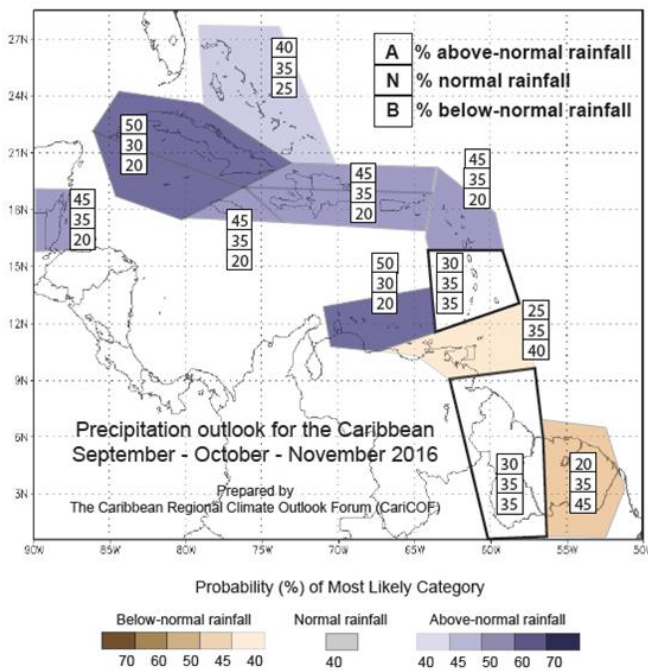 27N
24N
21N
18N
15N
12N
9N
6N
3N
A % above-normal rainfall
N % normal rainfall
B % below-normal rainfall
40
35
25
50
30
20
45
35
20
45
35
20
45
35
20
45
35
20
50
30
20
30
35
35
25
35
40
30
35
35
20
35
45
Precipitation outlook for the Caribbean
September - October - November 2016
Prepared by
The Caribbean Regional Climate Outlook Forum (CariCOF)
90W 85W 80W 75W 70W 65W 60W 55W 50W
Probability (%) of Most Likely Category
Below-normal rainfall Normal rainfall Above-normal rainfall
70 60 50 45 40 40 40 45 50 60 70